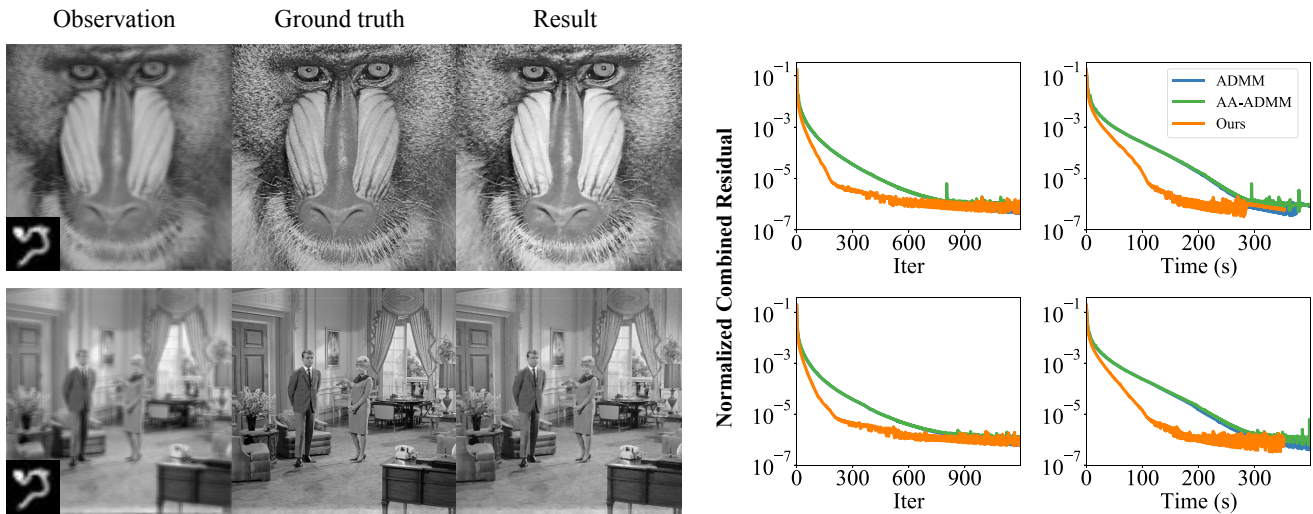 Observation
Ground truth
Result
Normalized Combined Residual
10⁻¹
10⁻³
10⁻⁵
10⁻⁷
0
300
600
900
Iter
10⁻¹
10⁻³
10⁻⁵
10⁻⁷
0
100
200
300
Time (s)
ADMM
AA-ADMM
Ours
10⁻¹
10⁻³
10⁻⁵
10⁻⁷
0
300
600
900
Iter
10⁻¹
10⁻³
10⁻⁵
10⁻⁷
0
100
200
300
Time (s)